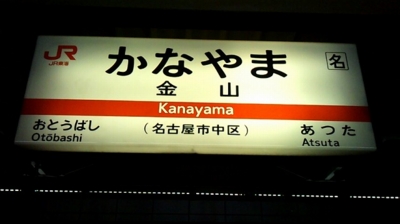 JR
JR東海
かなやま
名
金山
Kanayama
おとうばし
Otōbashi
(名古屋市中区)
あつた
Atsuta